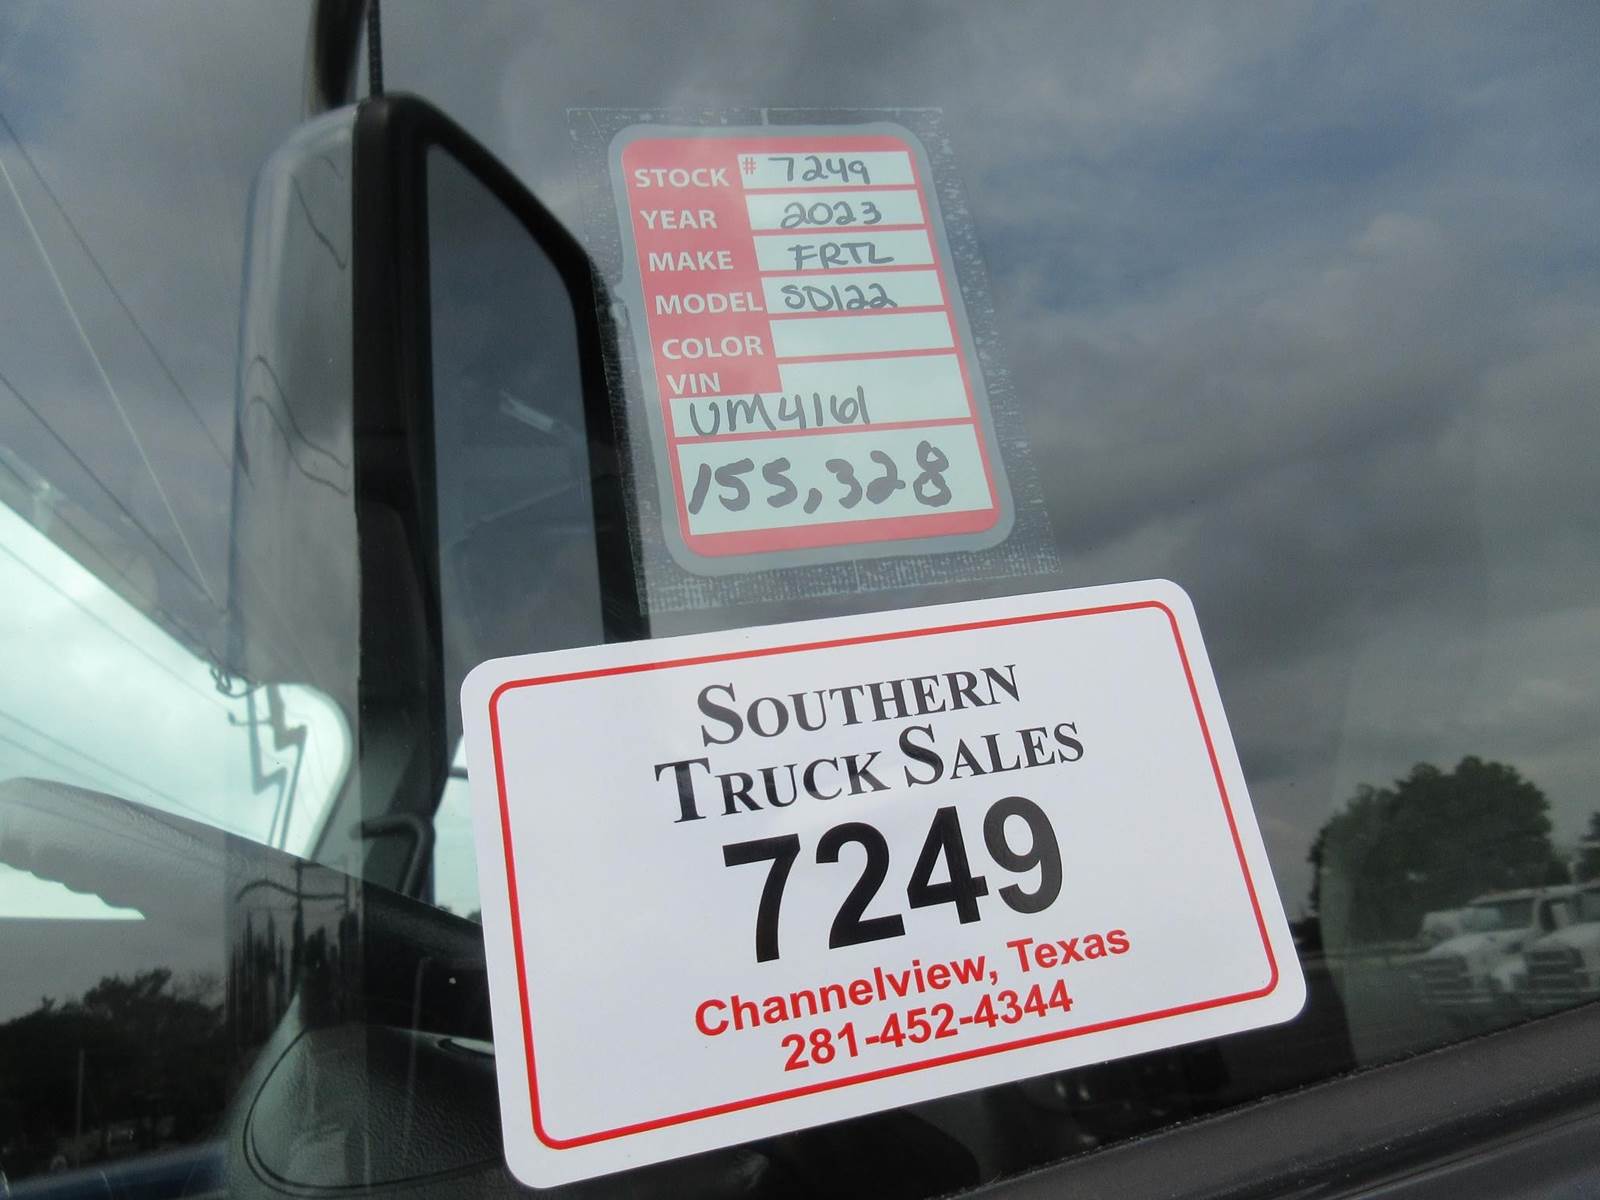 STOCK # 7249
YEAR 2023
MAKE FRTL
MODEL SD122
COLOR
VIN
UM4161
155,328
SOUTHERN
TRUCK SALES
7249
Channelview, Texas
281-452-4344